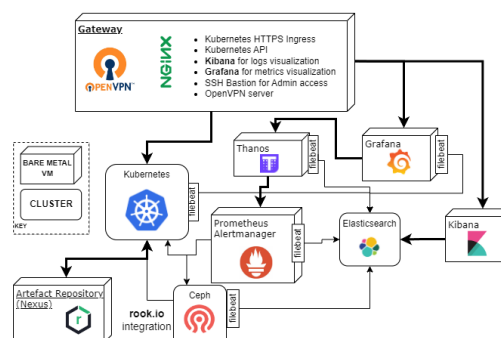 Gateway
OPENVPN™
NGINX
• Kubernetes HTTPS Ingress
• Kubernetes API
• Kibana for logs visualization
• Grafana for metrics visualization
• SSH Bastion for Admin access
• OpenVPN server
BARE METAL
VM
CLUSTER
KEY
Kubernetes
filebeat
Thanos
filebeat
Grafana
filebeat
Prometheus
Alertmanager
filebeat
Elasticsearch
Kibana
Artefact Repository
(Nexus)
r
rook.io
integration
Ceph
filebeat